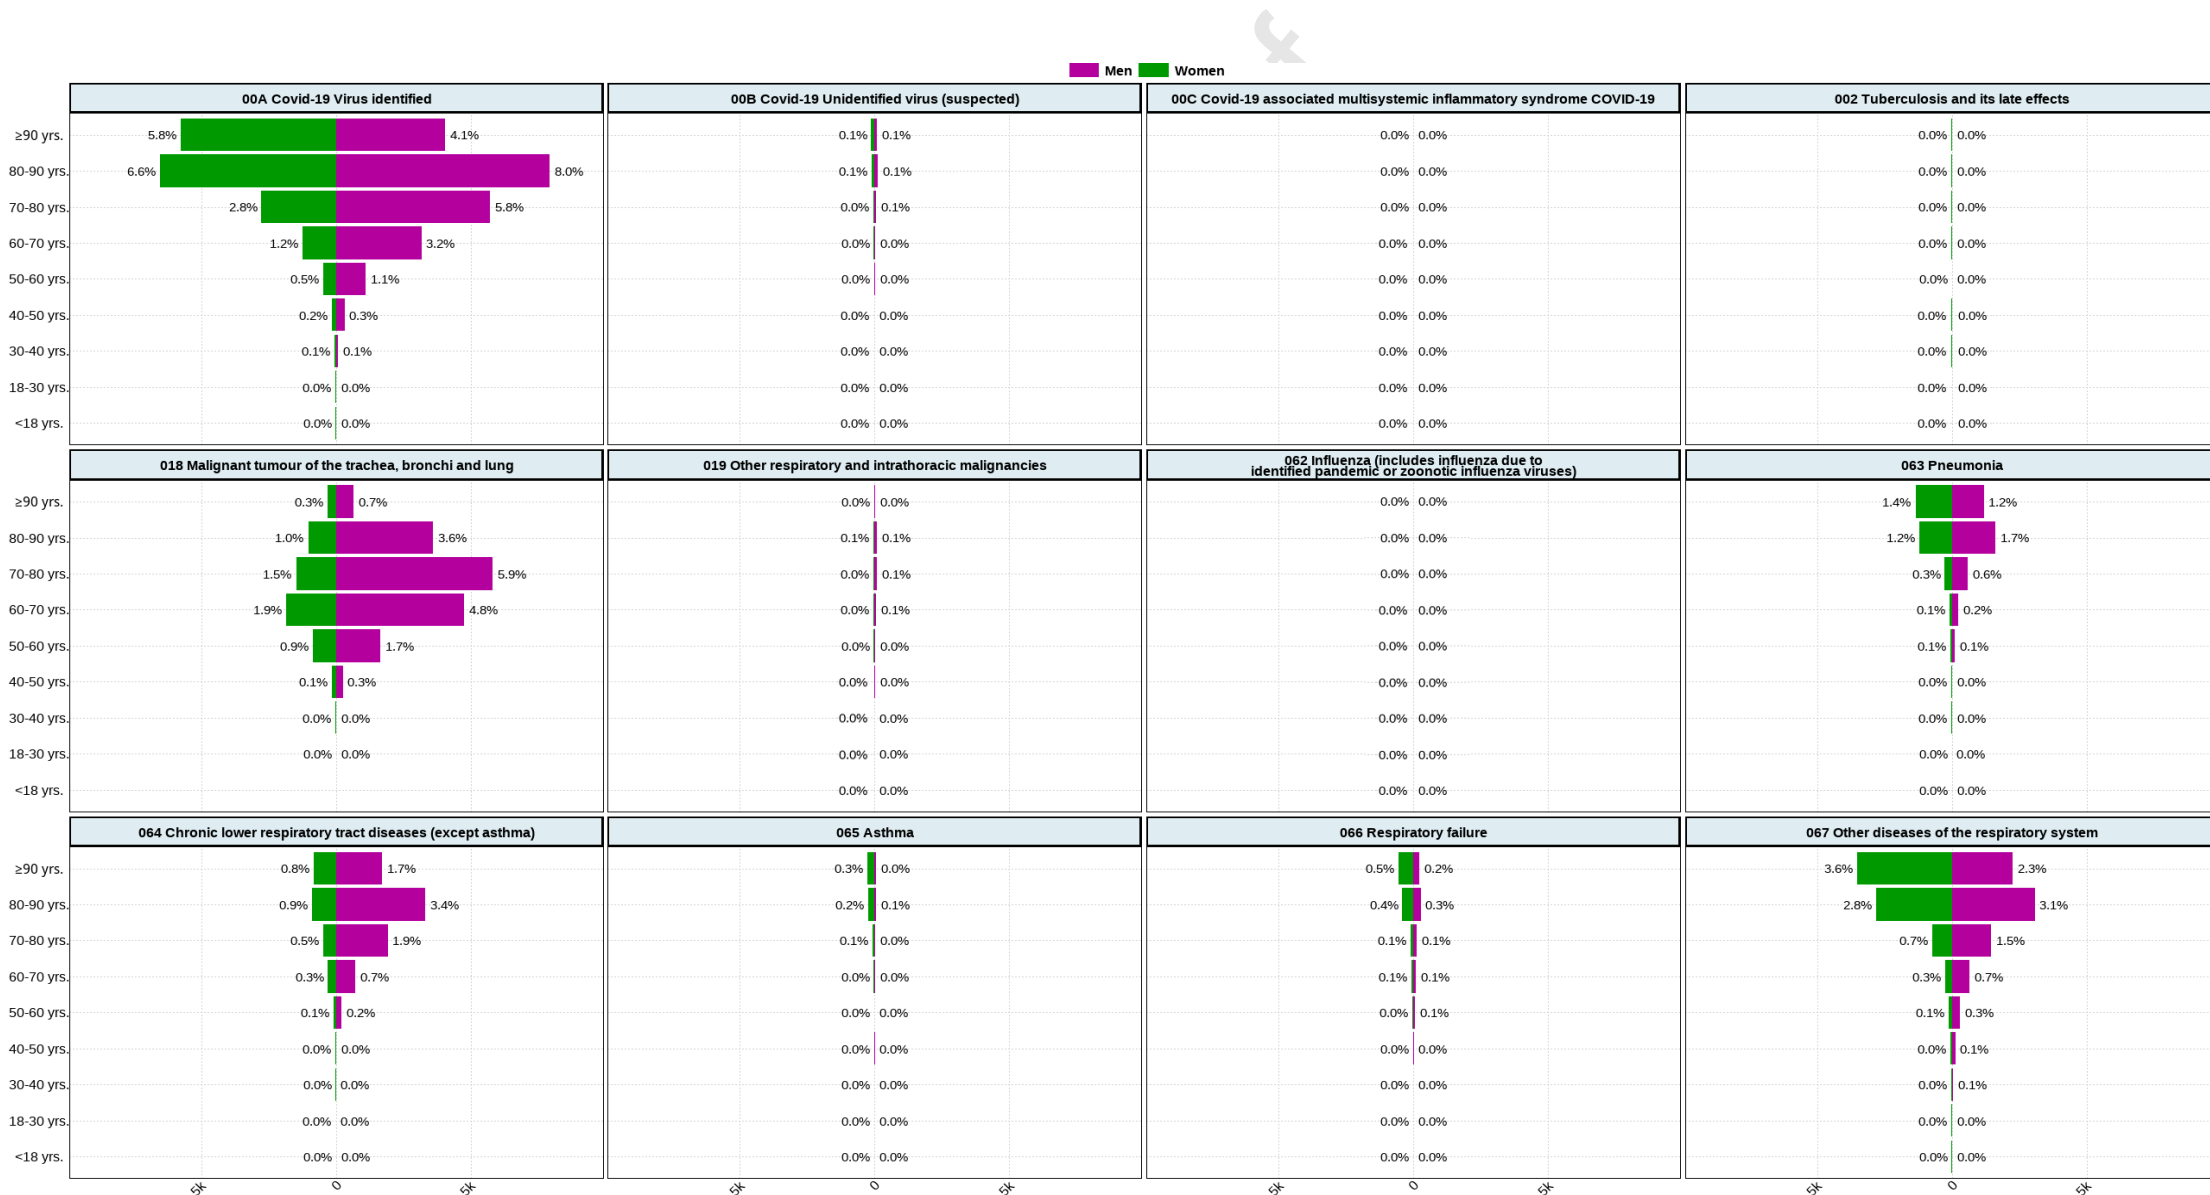 Men Women
00A Covid-19 Virus identified 00B Covid-19 Unidentified virus (suspected) 00C Covid-19 associated multisystemic inflammatory syndrome COVID-19 002 Tuberculosis and its late effects
≥90 yrs. 5.8% 4.1% 0.1% 0.1% 0.0% 0.0% 0.0% 0.0%
80-90 yrs. 6.6% 8.0% 0.1% 0.1% 0.0% 0.0% 0.0% 0.0%
70-80 yrs. 2.8% 5.8% 0.0% 0.1% 0.0% 0.0% 0.0% 0.0%
60-70 yrs. 1.2% 3.2% 0.0% 0.0% 0.0% 0.0% 0.0% 0.0%
50-60 yrs. 0.5% 1.1% 0.0% 0.0% 0.0% 0.0% 0.0% 0.0%
40-50 yrs. 0.2% 0.3% 0.0% 0.0% 0.0% 0.0% 0.0% 0.0%
30-40 yrs. 0.1% 0.1% 0.0% 0.0% 0.0% 0.0% 0.0% 0.0%
18-30 yrs. 0.0% 0.0% 0.0% 0.0% 0.0% 0.0% 0.0% 0.0%
<18 yrs. 0.0% 0.0% 0.0% 0.0% 0.0% 0.0% 0.0% 0.0%
018 Malignant tumour of the trachea, bronchi and lung 019 Other respiratory and intrathoracic malignancies 062 Influenza (includes influenza due to
identified pandemic or zoonotic influenza viruses) 063 Pneumonia
≥90 yrs. 0.3% 0.7% 0.0% 0.0% 0.0% 0.0% 1.4% 1.2%
80-90 yrs. 1.0% 3.6% 0.1% 0.1% 0.0% 0.0% 1.2% 1.7%
70-80 yrs. 1.5% 5.9% 0.0% 0.1% 0.0% 0.0% 0.3% 0.6%
60-70 yrs. 1.9% 4.8% 0.0% 0.1% 0.0% 0.0% 0.1% 0.2%
50-60 yrs. 0.9% 1.7% 0.0% 0.0% 0.0% 0.0% 0.1% 0.1%
40-50 yrs. 0.1% 0.3% 0.0% 0.0% 0.0% 0.0% 0.0% 0.0%
30-40 yrs. 0.0% 0.0% 0.0% 0.0% 0.0% 0.0% 0.0% 0.0%
18-30 yrs. 0.0% 0.0% 0.0% 0.0% 0.0% 0.0% 0.0% 0.0%
<18 yrs. 0.0% 0.0% 0.0% 0.0% 0.0% 0.0%
064 Chronic lower respiratory tract diseases (except asthma) 065 Asthma 066 Respiratory failure 067 Other diseases of the respiratory system
≥90 yrs. 0.8% 1.7% 0.3% 0.0% 0.5% 0.2% 3.6% 2.3%
80-90 yrs. 0.9% 3.4% 0.2% 0.1% 0.4% 0.3% 2.8% 3.1%
70-80 yrs. 0.5% 1.9% 0.1% 0.0% 0.1% 0.1% 0.7% 1.5%
60-70 yrs. 0.3% 0.7% 0.0% 0.0% 0.1% 0.1% 0.3% 0.7%
50-60 yrs. 0.1% 0.2% 0.0% 0.0% 0.0% 0.1% 0.1% 0.3%
40-50 yrs. 0.0% 0.0% 0.0% 0.0% 0.0% 0.0% 0.0% 0.1%
30-40 yrs. 0.0% 0.0% 0.0% 0.0% 0.0% 0.0% 0.0% 0.1%
18-30 yrs. 0.0% 0.0% 0.0% 0.0% 0.0% 0.0% 0.0% 0.0%
<18 yrs. 0.0% 0.0% 0.0% 0.0% 0.0% 0.0% 0.0% 0.0%
5k 0 5k 5k 0 5k 5k 0 5k 5k 0 5k